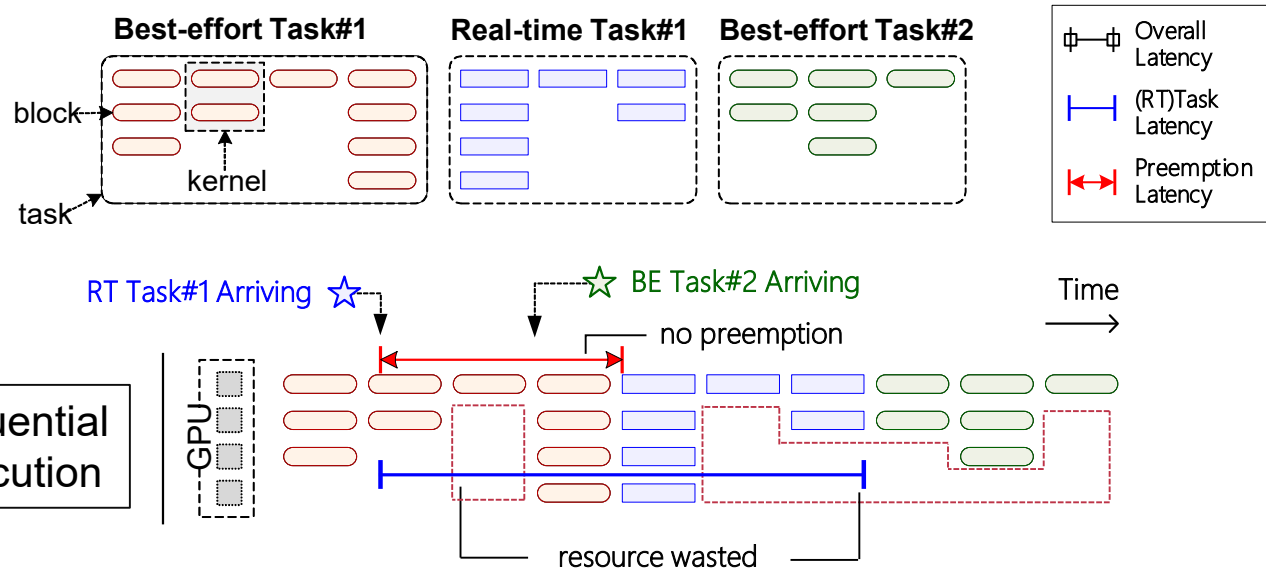 Best-effort Task#1
Real-time Task#1
Best-effort Task#2
block
kernel
task
Overall
Latency
(RT)Task
Latency
Preemption
Latency
RT Task#1 Arriving
BE Task#2 Arriving
Time
no preemption
uential
cution
GPU
resource wasted